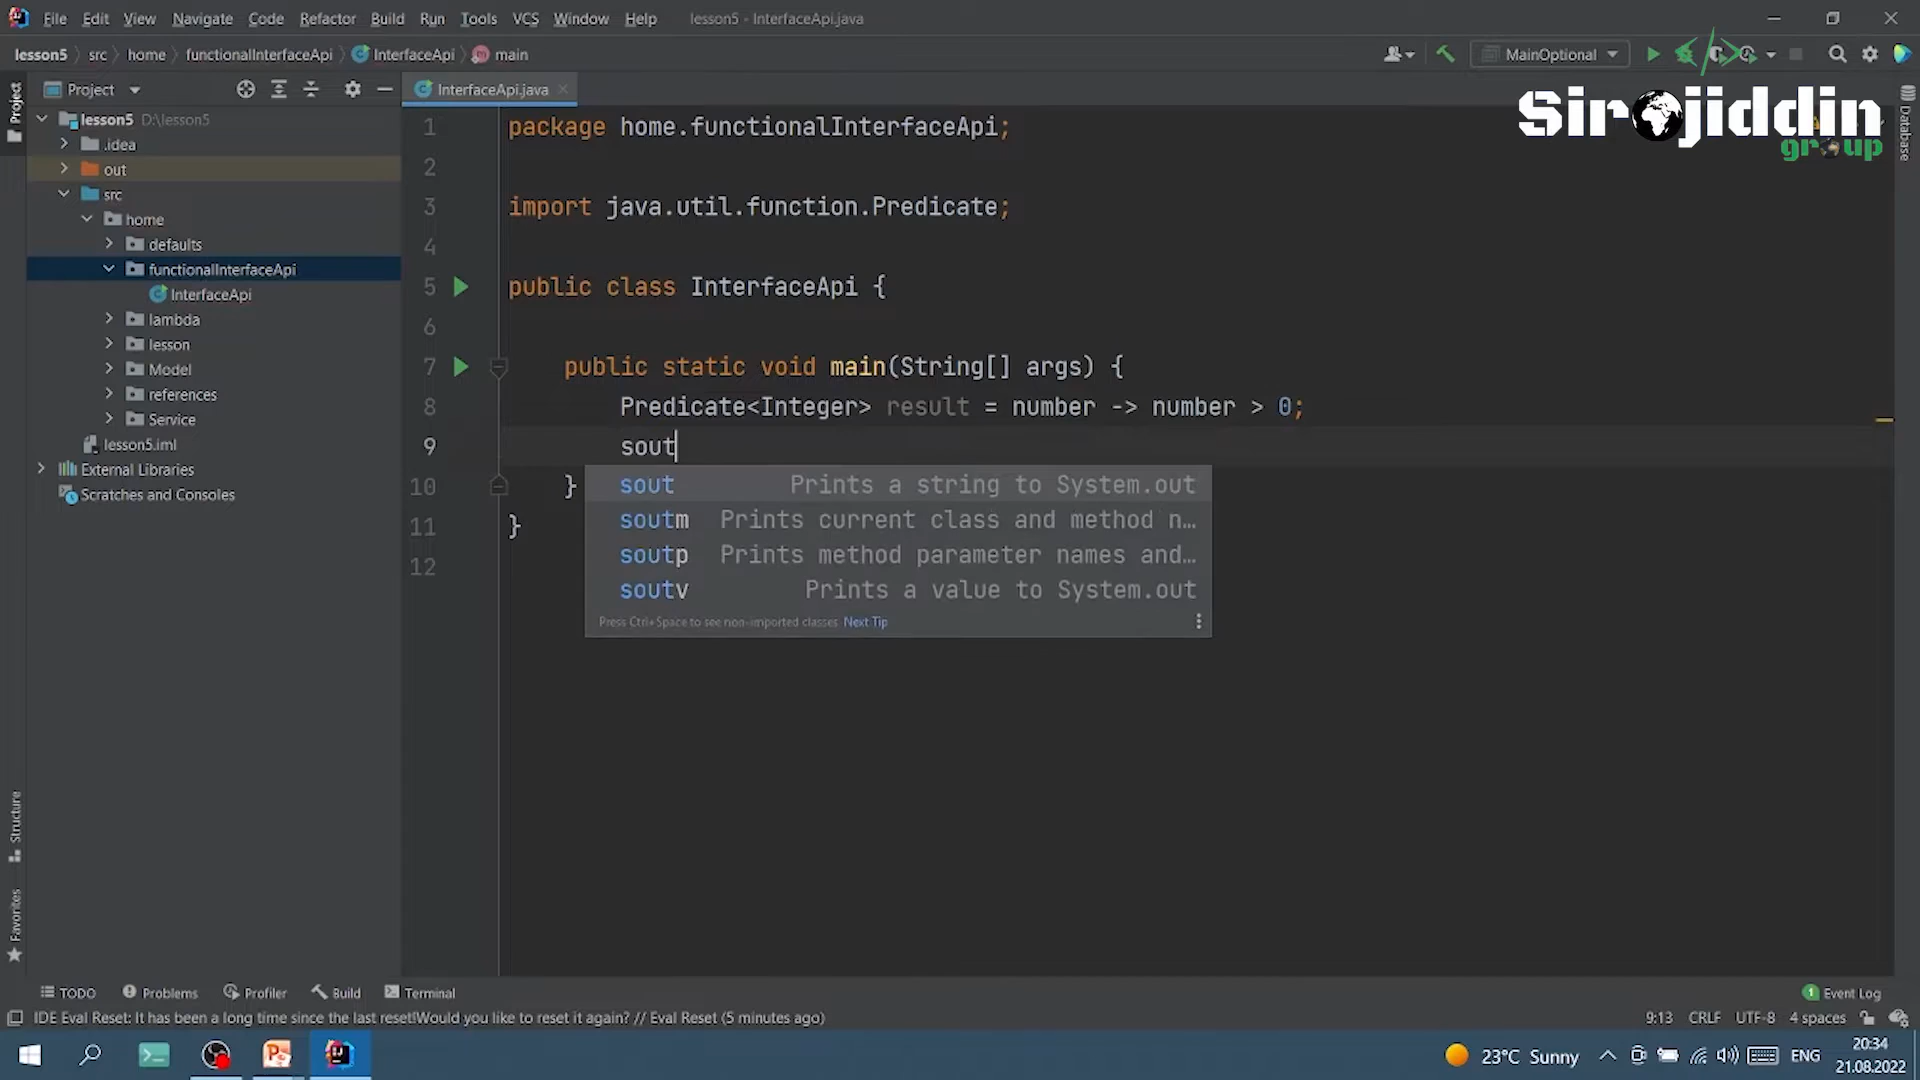 File Edit View Navigate Code Refactor Build Run Tools VCS Window Help lesson5 - InterfaceApi.java
lesson5 src home functionalInterfaceApi InterfaceApi main MainOptional
Sirojiddin
group
Project
InterfaceApi.java
Project
lesson5 D:\lesson5
.idea
out
src
home
defaults
functionalInterfaceApi
InterfaceApi
lambda
lesson
Model
references
Service
lesson5.iml
External Libraries
Scratches and Consoles
Structure
Favorites
Database
1 package home.functionalInterfaceApi;
2
3 import java.util.function.Predicate;
4
5 public class InterfaceApi {
6
7 public static void main(String[] args) {
8 Predicate<Integer> result = number -> number > 0;
9 sout
10 }
11 }
12
sout Prints a string to System.out
soutm Prints current class and method n...
soutp Prints method parameter names and...
soutv Prints a value to System.out
Press Ctrl+Space to see non-imported classes Next Tip
TODO Problems Profiler Build Terminal 1 Event Log
IDE Eval Reset: It has been a long time since the last reset!Would you like to reset it again? // Eval Reset (5 minutes ago) 9:13 CRLF UTF-8 4 spaces
23°C Sunny ENG 20:34
21.08.2022